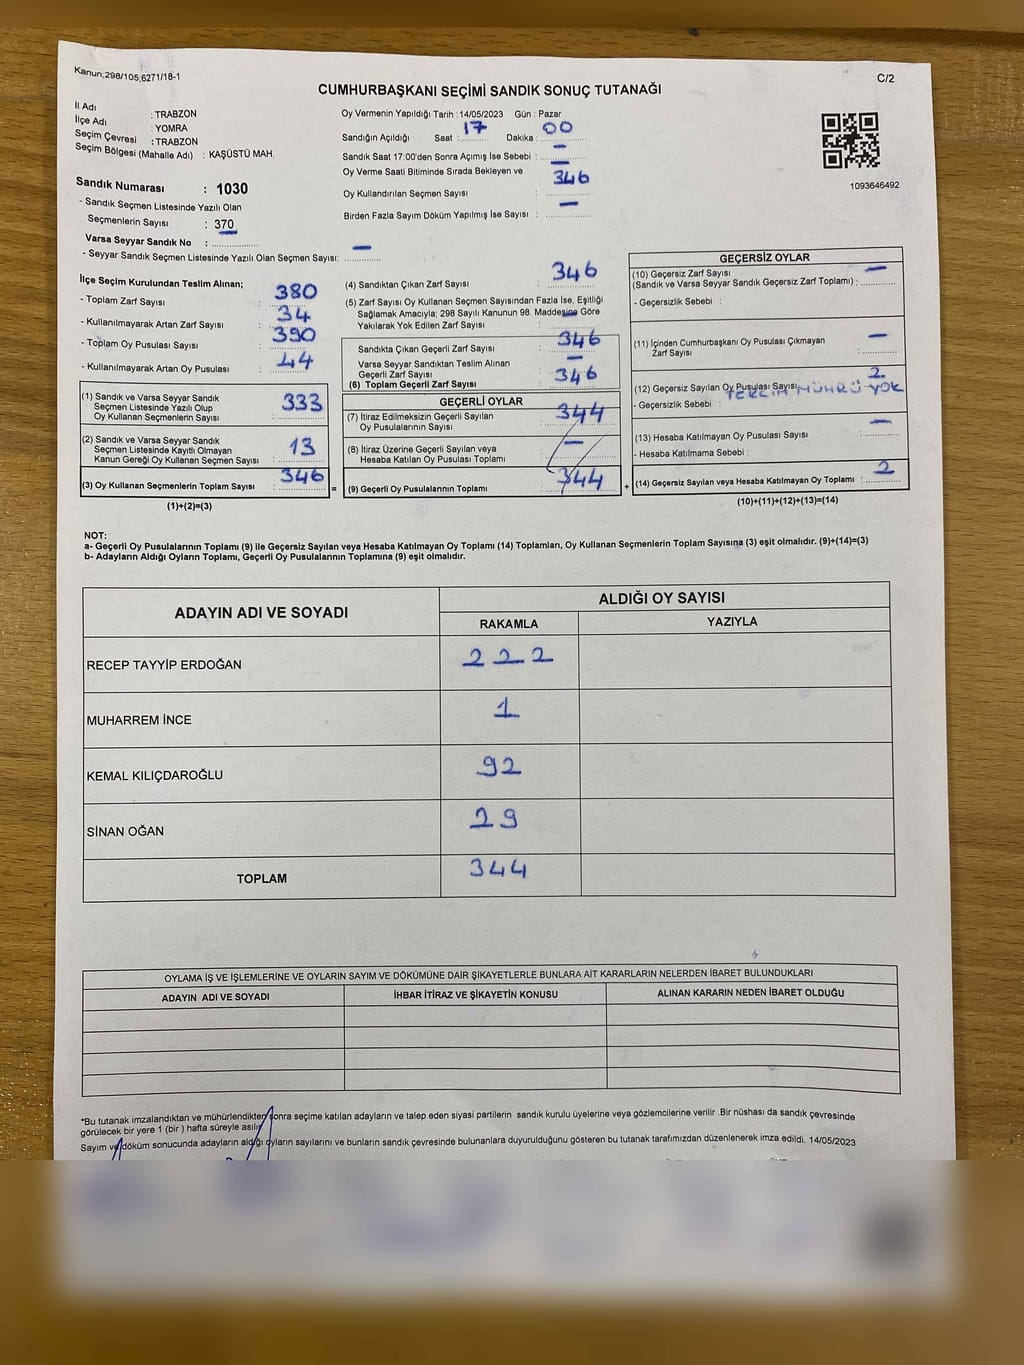 Kanun;298/105,6271/18-1
C/2
CUMHURBAŞKANI SEÇİMİ SANDIK SONUÇ TUTANAĞI
İl Adı : TRABZON
İlçe Adı : YOMRA
Seçim Çevresi : TRABZON
Seçim Bölgesi (Mahalle Adı) : KAŞÜSTÜ MAH.
Sandık Numarası : 1030
- Sandık Seçmen Listesinde Yazılı Olan
Seçmenlerin Sayısı : 370
Varsa Seyyar Sandık No :
- Seyyar Sandık Seçmen Listesinde Yazılı Olan Seçmen Sayısı: —
Oy Vermenin Yapıldığı Tarih : 14/05/2023 Gün : Pazar
Sandığın Açıldığı Saat : 17 Dakika : 00
Sandık Saat 17:00'den Sonra Açımış İse Sebebi : —
Oy Verme Saati Bitiminde Sırada Bekleyen ve —
Oy Kullandırılan Seçmen Sayısı : 346
Birden Fazla Sayım Döküm Yapılmış İse Sayısı : —
1093646492
İlçe Seçim Kurulundan Teslim Alınan;
- Toplam Zarf Sayısı : 380
- Kullanılmayarak Artan Zarf Sayısı : 34
- Toplam Oy Pusulası Sayısı : 390
- Kullanılmayarak Artan Oy Pusulası : 44
(1) Sandık ve Varsa Seyyar Sandık
Seçmen Listesinde Yazılı Olup
Oy Kullanan Seçmenlerin Sayısı : 333
(2) Sandık ve Varsa Seyyar Sandık
Seçmen Listesinde Kayıtlı Olmayan
Kanun Gereği Oy Kullanan Seçmen Sayısı : 13
(3) Oy Kullanan Seçmenlerin Toplam Sayısı : 346 =
(1)+(2)=(3)
(4) Sandıktan Çıkan Zarf Sayısı : 346
(5) Zarf Sayısı Oy Kullanan Seçmen Sayısından Fazla İse, Eşitliği
Sağlamak Amacıyla; 298 Sayılı Kanunun 98. Maddesine Göre
Yakılarak Yok Edilen Zarf Sayısı : —
Sandıkta Çıkan Geçerli Zarf Sayısı : 346
Varsa Seyyar Sandıktan Teslim Alınan
Geçerli Zarf Sayısı : —
(6) Toplam Geçerli Zarf Sayısı : 346
GEÇERLİ OYLAR
(7) İtiraz Edilmeksizin Geçerli Sayılan
Oy Pusulalarının Sayısı : 344
(8) İtiraz Üzerine Geçerli Sayılan veya
Hesaba Katılan Oy Pusulası Toplamı : —
(9) Geçerli Oy Pusulalarının Toplamı : 344 +
GEÇERSİZ OYLAR
(10) Geçersiz Zarf Sayısı
(Sandık ve Varsa Seyyar Sandık Geçersiz Zarf Toplamı) : —
- Geçersizlik Sebebi :
(11) İçinden Cumhurbaşkanı Oy Pusulası Çıkmayan
Zarf Sayısı : —
(12) Geçersiz Sayılan Oy Pusulası Sayısı : 2
- Geçersizlik Sebebi : TERCİH MÜHRÜ YOK
(13) Hesaba Katılmayan Oy Pusulası Sayısı : —
- Hesaba Katılmama Sebebi :
(14) Geçersiz Sayılan veya Hesaba Katılmayan Oy Toplamı : 2
(10)+(11)+(12)+(13)=(14)
NOT:
a- Geçerli Oy Pusulalarının Toplamı (9) ile Geçersiz Sayılan veya Hesaba Katılmayan Oy Toplamı (14) Toplamları, Oy Kullanan Seçmenlerin Toplam Sayısına (3) eşit olmalıdır. (9)+(14)=(3)
b- Adayların Aldığı Oyların Toplamı, Geçerli Oy Pusulalarının Toplamına (9) eşit olmalıdır.
ADAYIN ADI VE SOYADI
ALDIĞI OY SAYISI
RAKAMLA YAZIYLA
RECEP TAYYİP ERDOĞAN 222
MUHARREM İNCE 1
KEMAL KILIÇDAROĞLU 92
SİNAN OĞAN 29
TOPLAM 344
OYLAMA İŞ VE İŞLEMLERİNE VE OYLARIN SAYIM VE DÖKÜMÜNE DAİR ŞİKAYETLERLE BUNLARA AİT KARARLARIN NELERDEN İBARET BULUNDUKLARI
ADAYIN ADI VE SOYADI İHBAR İTİRAZ VE ŞİKAYETİN KONUSU ALINAN KARARIN NEDEN İBARET OLDUĞU
*Bu tutanak imzalandıktan ve mühürlendikten sonra seçime katılan adayların ve talep eden siyasi partilerin sandık kurulu üyelerine veya gözlemcilerine verilir .Bir nüshası da sandık çevresinde
görülecek bir yere 1 (bir ) hafta süreyle asılır.
Sayım ve döküm sonucunda adayların aldığı oyların sayılarını ve bunların sandık çevresinde bulunanlara duyurulduğunu gösteren bu tutanak tarafımızdan düzenlenerek imza edildi. 14/05/2023